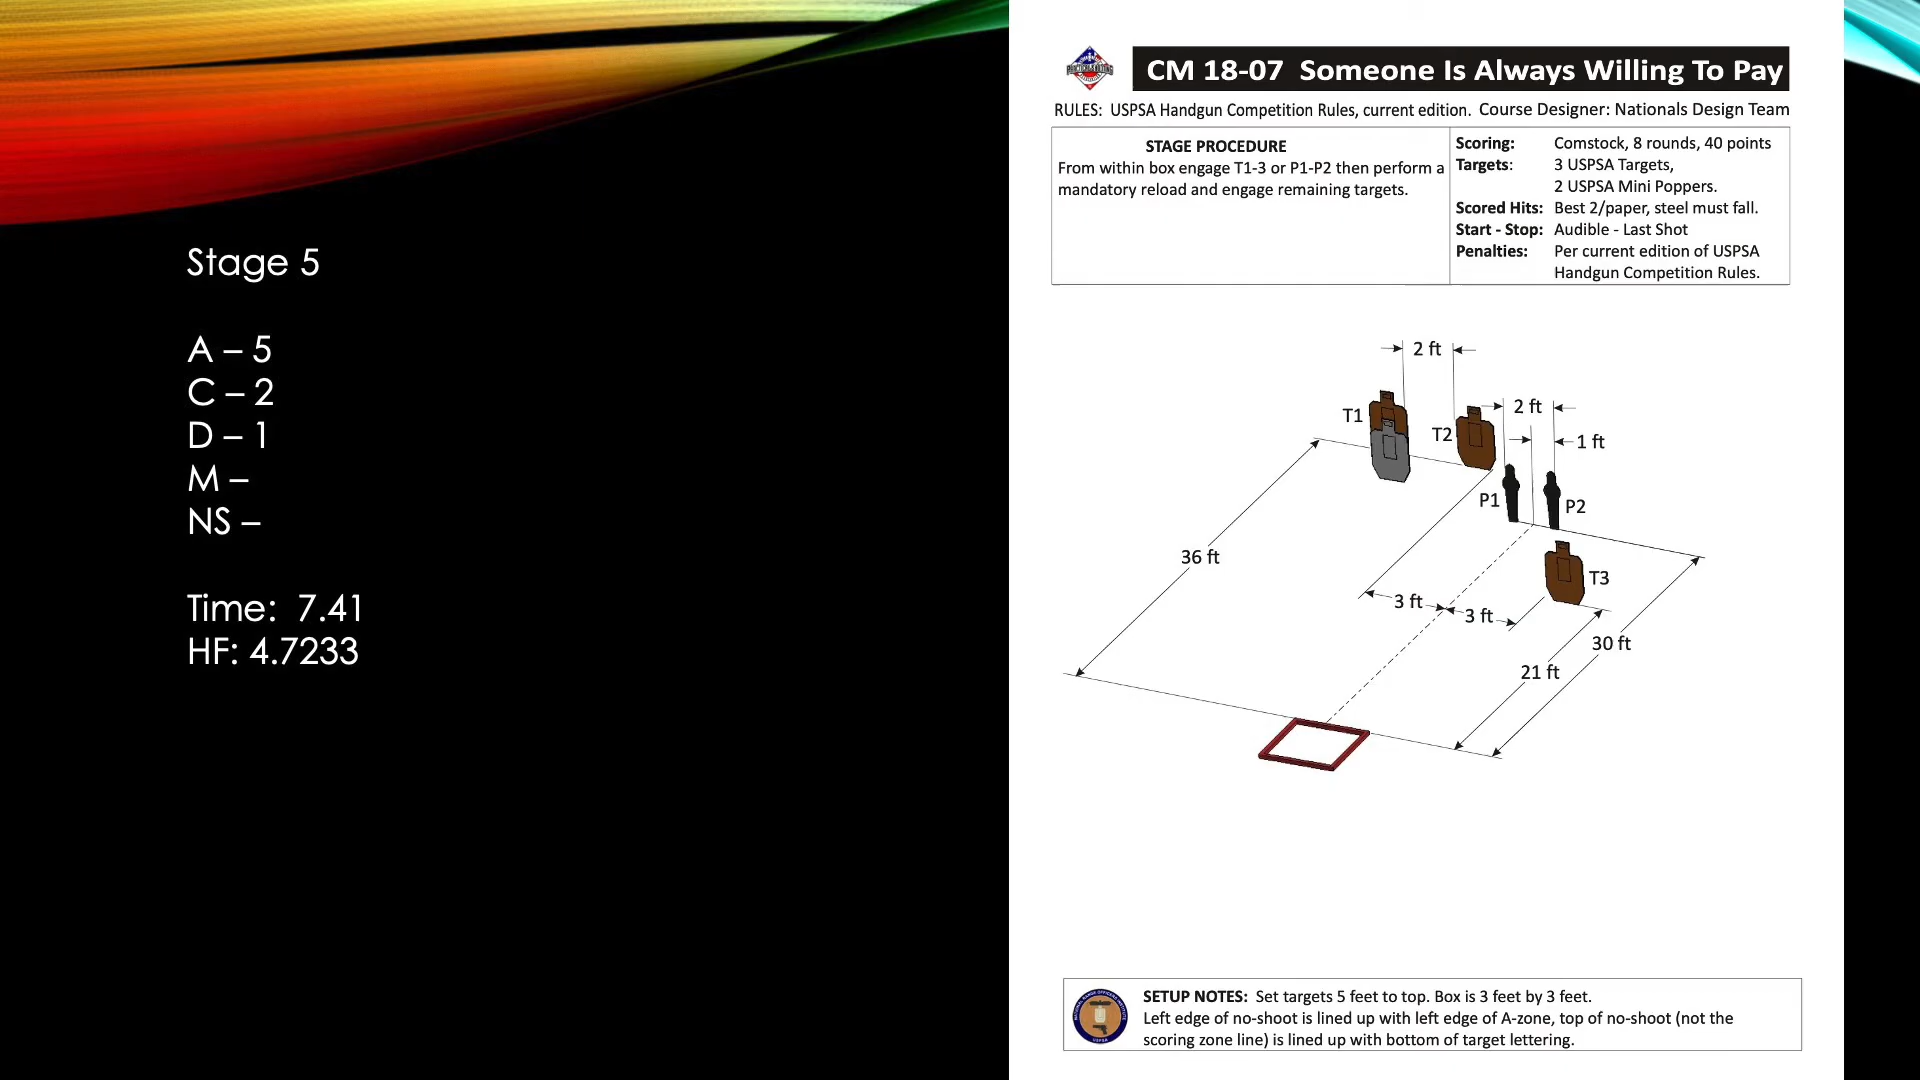 Stage 5
A – 5
C – 2
D – 1
M –
NS –
Time:  7.41
HF: 4.7233
CM 18-07  Someone Is Always Willing To Pay
RULES:  USPSA Handgun Competition Rules, current edition.  Course Designer: Nationals Design Team
STAGE PROCEDURE
From within box engage T1-3 or P1-P2 then perform a
mandatory reload and engage remaining targets.
Scoring: Comstock, 8 rounds, 40 points
Targets: 3 USPSA Targets,
2 USPSA Mini Poppers.
Scored Hits: Best 2/paper, steel must fall.
Start - Stop: Audible - Last Shot
Penalties: Per current edition of USPSA
Handgun Competition Rules.
2 ft
T1
2 ft
T2
1 ft
P1
P2
36 ft
T3
3 ft
3 ft
30 ft
21 ft
SETUP NOTES:  Set targets 5 feet to top. Box is 3 feet by 3 feet.
Left edge of no-shoot is lined up with left edge of A-zone, top of no-shoot (not the
scoring zone line) is lined up with bottom of target lettering.